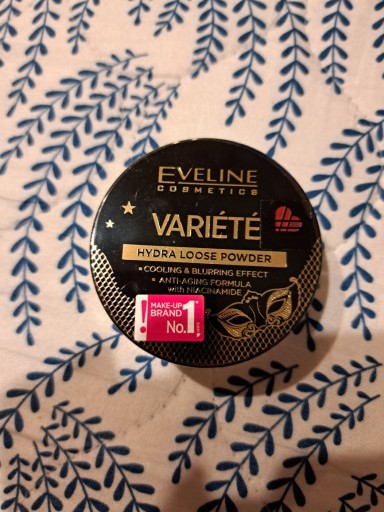 EVELINE
COSMETICS
VARIÉTÉ
HYDRA LOOSE POWDER
COOLING & BLURRING EFFECT
ANTI-AGING FORMULA
with NIACINAMIDE
MAKE-UP
BRAND
No.1